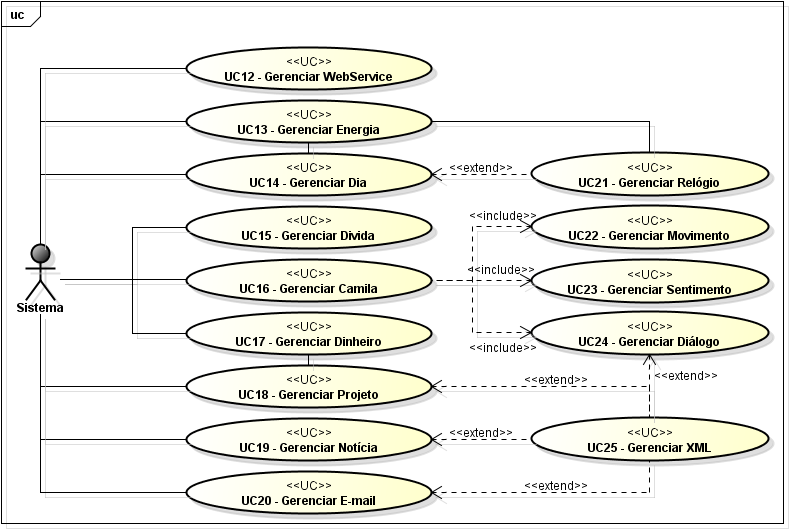 uc
<<UC>>
UC12 - Gerenciar WebService
<<UC>>
UC13 - Gerenciar Energia
<<UC>>
UC14 - Gerenciar Dia
<<extend>>
<<UC>>
UC21 - Gerenciar Relógio
<<UC>>
UC15 - Gerenciar Divida
<<include>>
<<UC>>
UC22 - Gerenciar Movimento
Sistema
<<UC>>
UC16 - Gerenciar Camila
<<include>>
<<UC>>
UC23 - Gerenciar Sentimento
<<UC>>
UC17 - Gerenciar Dinheiro
<<include>>
<<UC>>
UC24 - Gerenciar Diálogo
<<UC>>
UC18 - Gerenciar Projeto
<<extend>>
<<extend>>
<<UC>>
UC19 - Gerenciar Notícia
<<extend>>
<<UC>>
UC25 - Gerenciar XML
<<UC>>
UC20 - Gerenciar E-mail
<<extend>>